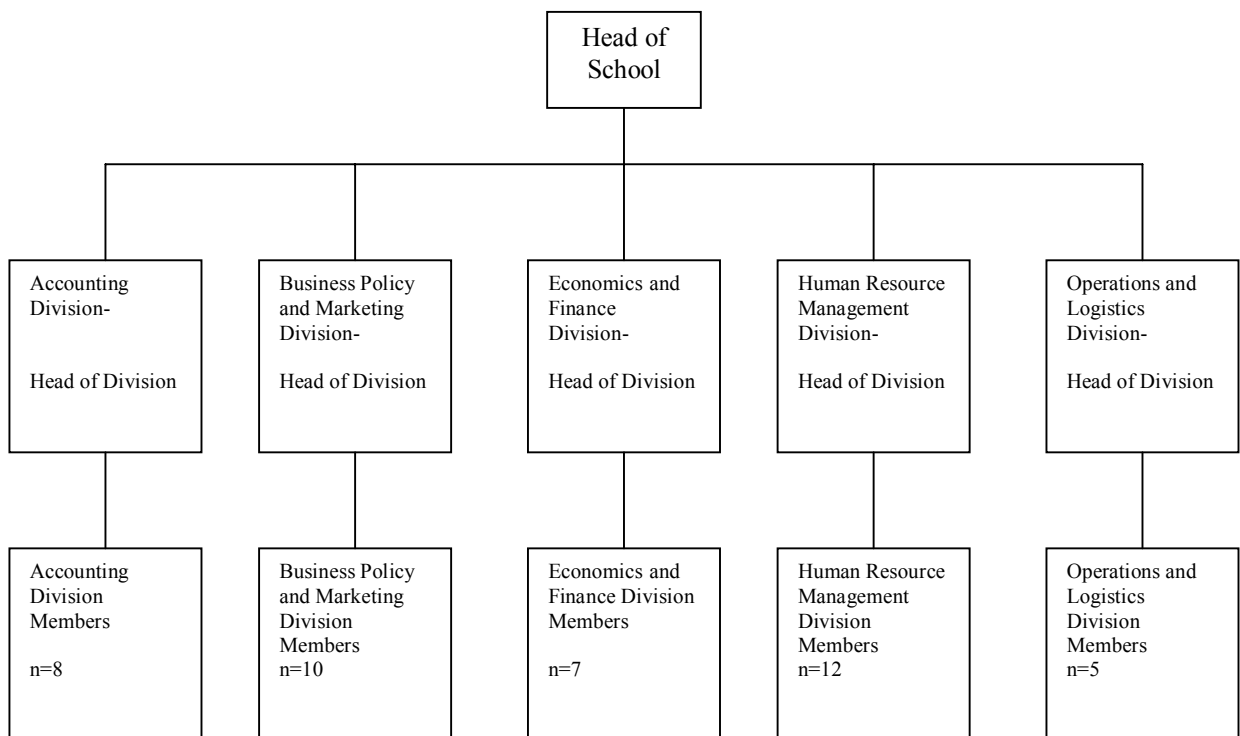 Head of
School
Accounting
Division-
Head of Division
Business Policy
and Marketing
Division-
Head of Division
Economics and
Finance
Division-
Head of Division
Human Resource
Management
Division-
Head of Division
Operations and
Logistics
Division-
Head of Division
Accounting
Division
Members
n=8
Business Policy
and Marketing
Division
Members
n=10
Economics and
Finance Division
Members
n=7
Human Resource
Management
Division
Members
n=12
Operations and
Logistics
Division
Members
n=5